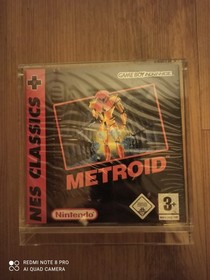 GAME BOY ADVANCE
NES CLASSICS
METROID
Nintendo
3+
REDMI NOTE 8 PRO
AI QUAD CAMERA